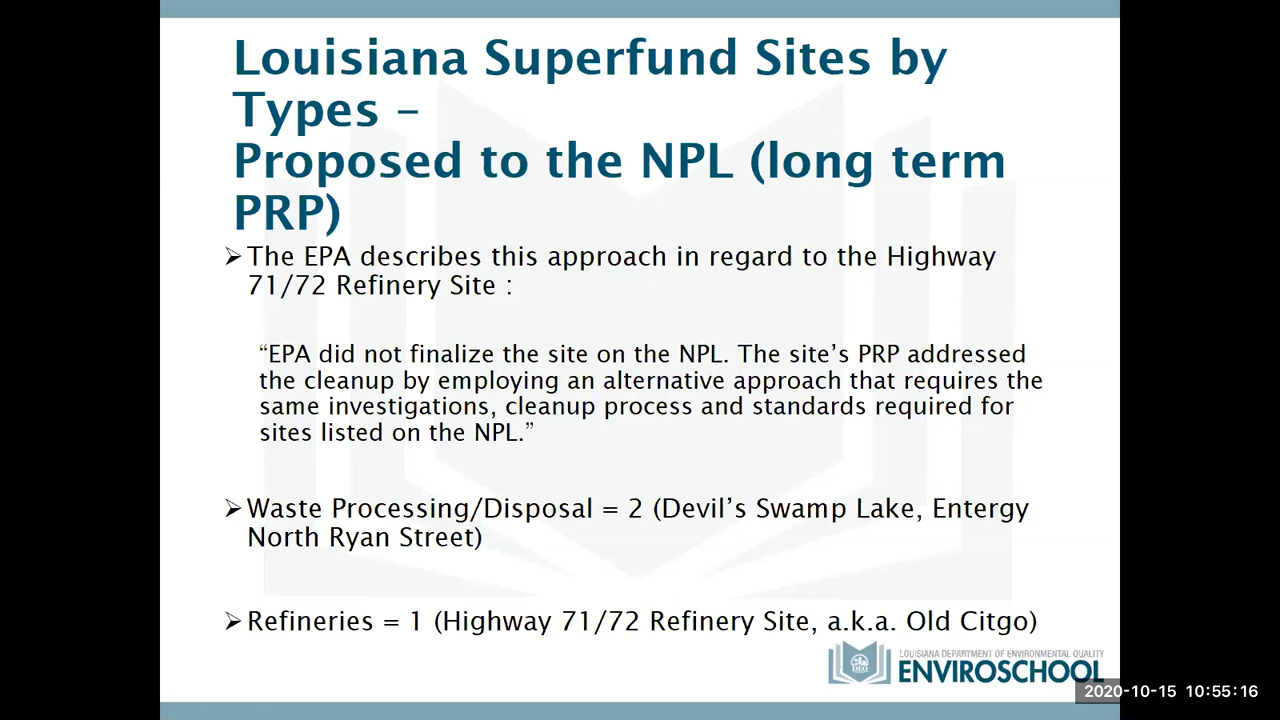 Louisiana Superfund Sites by
Types –
Proposed to the NPL (long term
PRP)
➢ The EPA describes this approach in regard to the Highway
71/72 Refinery Site :
“EPA did not finalize the site on the NPL. The site’s PRP addressed
the cleanup by employing an alternative approach that requires the
same investigations, cleanup process and standards required for
sites listed on the NPL.”
➢ Waste Processing/Disposal = 2 (Devil’s Swamp Lake, Entergy
North Ryan Street)
➢ Refineries = 1 (Highway 71/72 Refinery Site, a.k.a. Old Citgo)
LOUISIANA DEPARTMENT OF ENVIRONMENTAL QUALITY
DEQ
ENVIROSCHOOL
2020-10-15 10:55:16